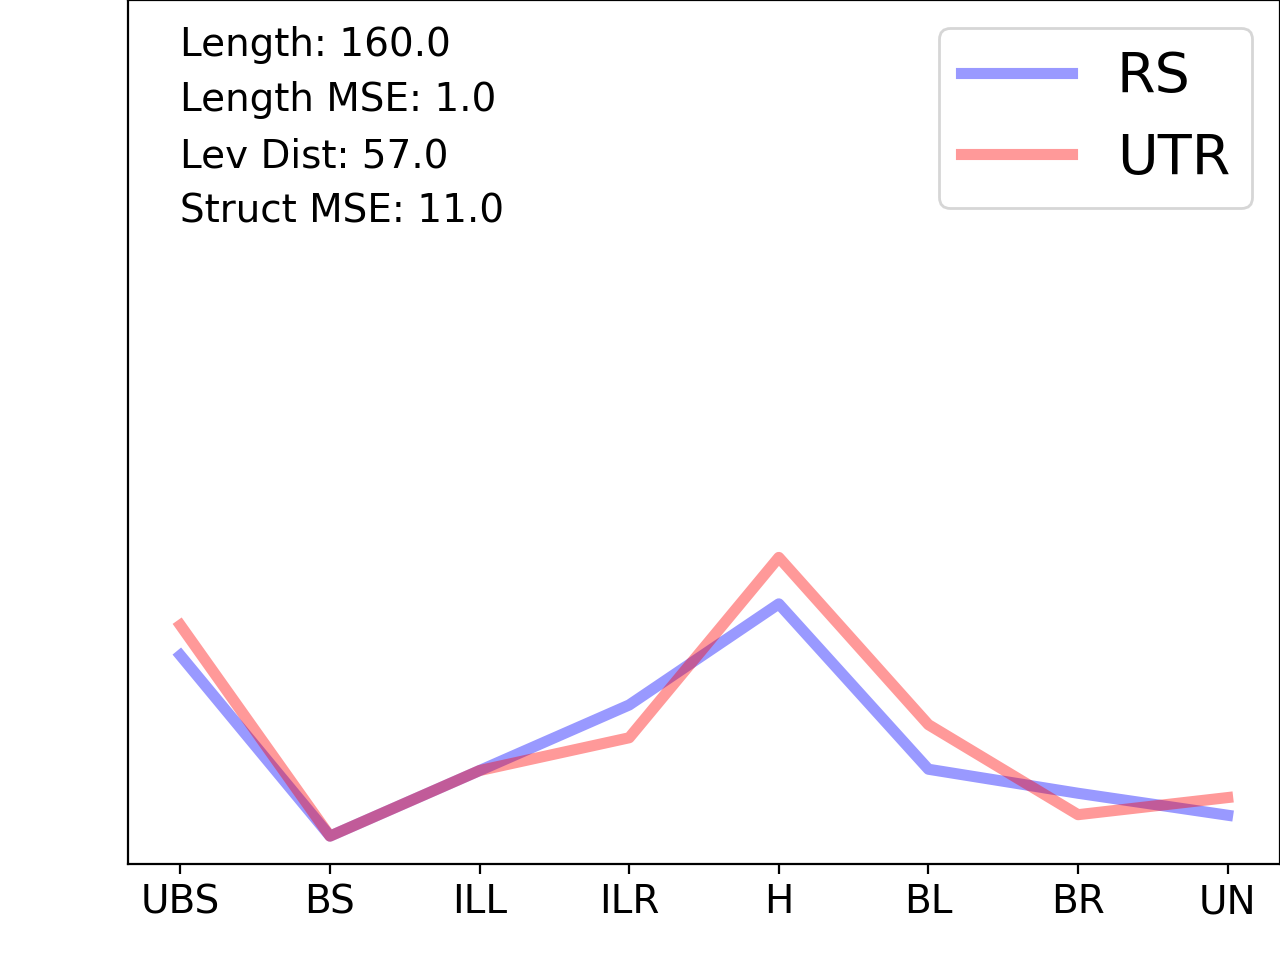 Length: 160.0
Length MSE: 1.0
Lev Dist: 57.0
Struct MSE: 11.0
RS
UTR
UBS BS ILL ILR H BL BR UN